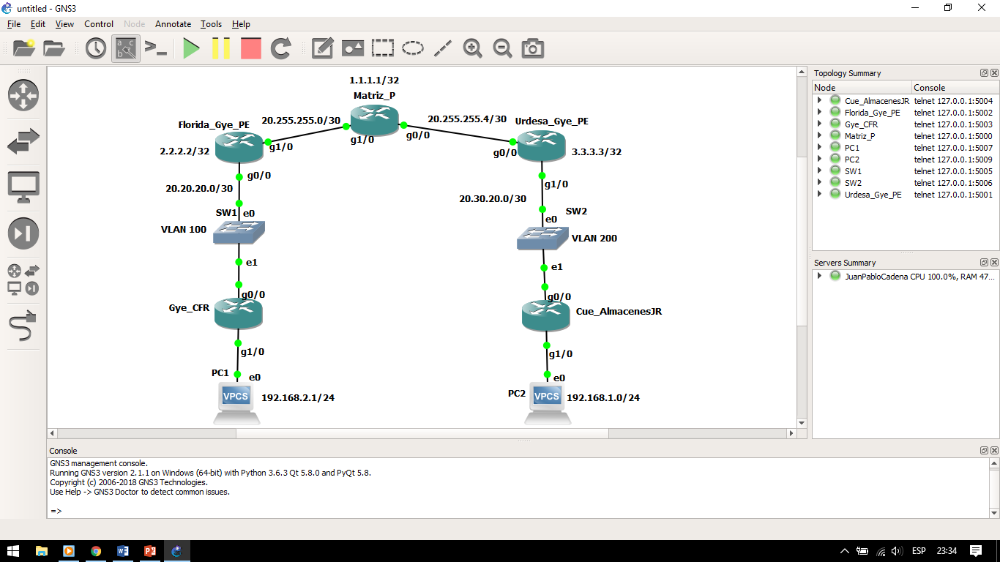 untitled - GNS3
File Edit View Control Node Annotate Tools Help
1.1.1.1/32
Matriz_P
20.255.255.0/30
20.255.255.4/30
Florida_Gye_PE
Urdesa_Gye_PE
g1/0
g0/0
g1/0
g0/0
2.2.2.2/32
3.3.3.3/32
g0/0
g1/0
20.20.20.0/30
20.30.20.0/30
SW1 e0
SW2
e0
VLAN 100
VLAN 200
e1
e1
g0/0
g0/0
Gye_CFR
Cue_AlmacenesJR
g1/0
g1/0
PC1 e0
e0
PC2
VPCS
VPCS
192.168.2.1/24
192.168.1.0/24
Topology Summary
Node Console
Cue_AlmacenesJR telnet 127.0.0.1:5004
Florida_Gye_PE telnet 127.0.0.1:5002
Gye_CFR telnet 127.0.0.1:5003
Matriz_P telnet 127.0.0.1:5000
PC1 telnet 127.0.0.1:5007
PC2 telnet 127.0.0.1:5009
SW1 telnet 127.0.0.1:5005
SW2 telnet 127.0.0.1:5006
Urdesa_Gye_PE telnet 127.0.0.1:5001
Servers Summary
JuanPabloCadena CPU 100.0%, RAM 47...
Console
GNS3 management console.
Running GNS3 version 2.1.1 on Windows (64-bit) with Python 3.6.3 Qt 5.8.0 and PyQt 5.8.
Copyright (c) 2006-2018 GNS3 Technologies.
Use Help -> GNS3 Doctor to detect common issues.
=>
ESP 23:34